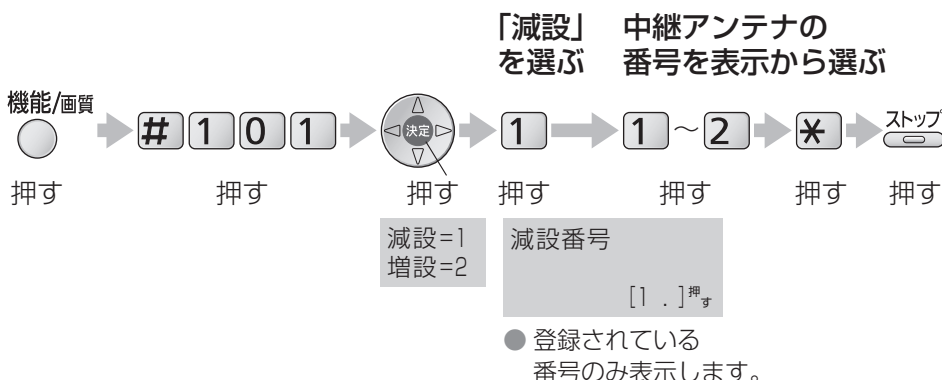 「減設」
を選ぶ
中継アンテナの
番号を表示から選ぶ
機能/画質
#101
決定
1
1～2
＊
ストップ
押す
押す
押す
押す
押す
押す
押す
減設=1
増設=2
減設番号
[1 . ]押す
● 登録されている
番号のみ表示します。